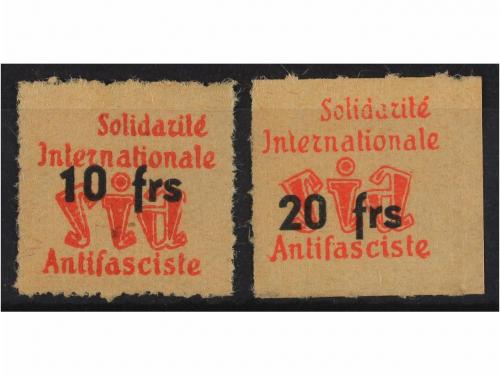 Solidarité
Internationale
10 frs
sia
Antifasciste
Solidarité
Internationale
20 frs
sia
Antifasciste